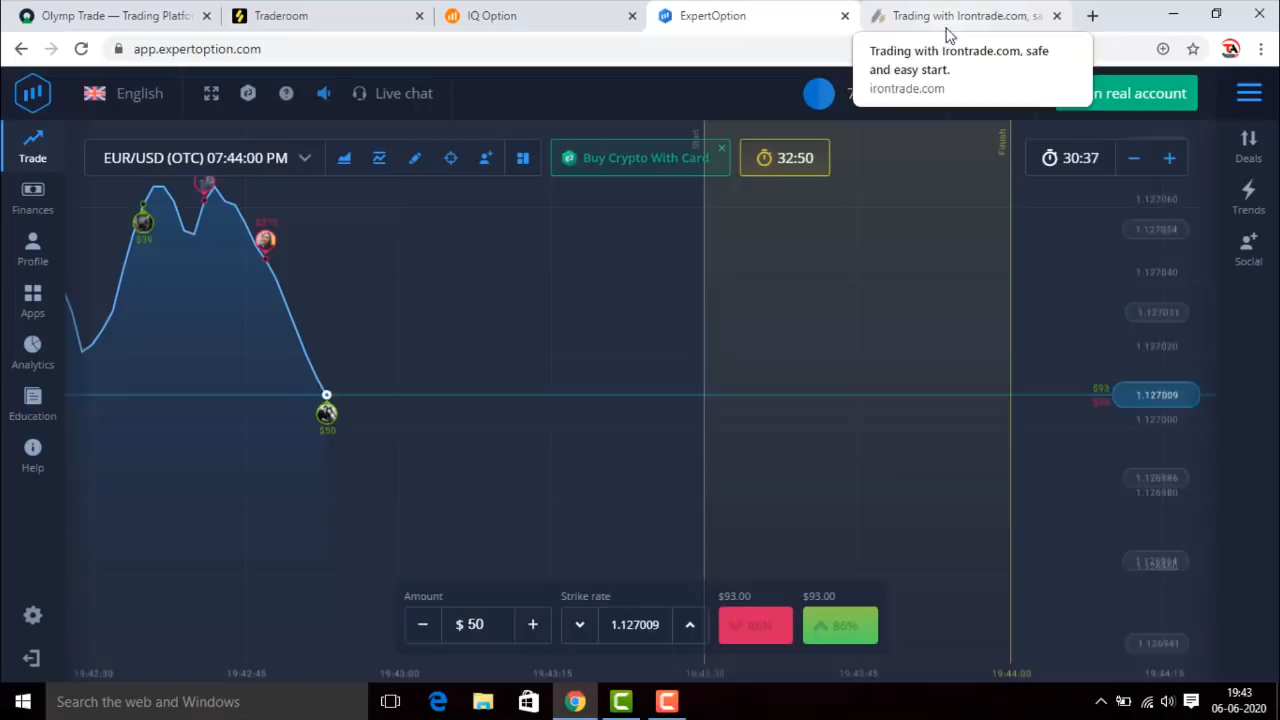 Olymp Trade — Trading Platfo
Traderoom
IQ Option
ExpertOption
Trading with Irontrade.com, sa
app.expertoption.com
Trading with Irontrade.com, safe
and easy start.
irontrade.com
English
Live chat
real account
Trade
EUR/USD (OTC) 07:44:00 PM
Buy Crypto With Card
32:50
30:37
Start
Finish
Deals
Finances
Profile
Apps
Analytics
Education
Help
Trends
Social
$36
$275
$50
1.127060
1.127054
1.127040
1.127011
1.127020
$93
1.127009
1.127000
1.126986
1.126980
1.126941
Amount
Strike rate
$93.00
$93.00
$ 50
1.127009
86%
86%
19:42:30
19:42:45
19:43:00
19:43:15
19:43:30
19:43:45
19:44:00
19:44:15
Search the web and Windows
19:43
06-06-2020